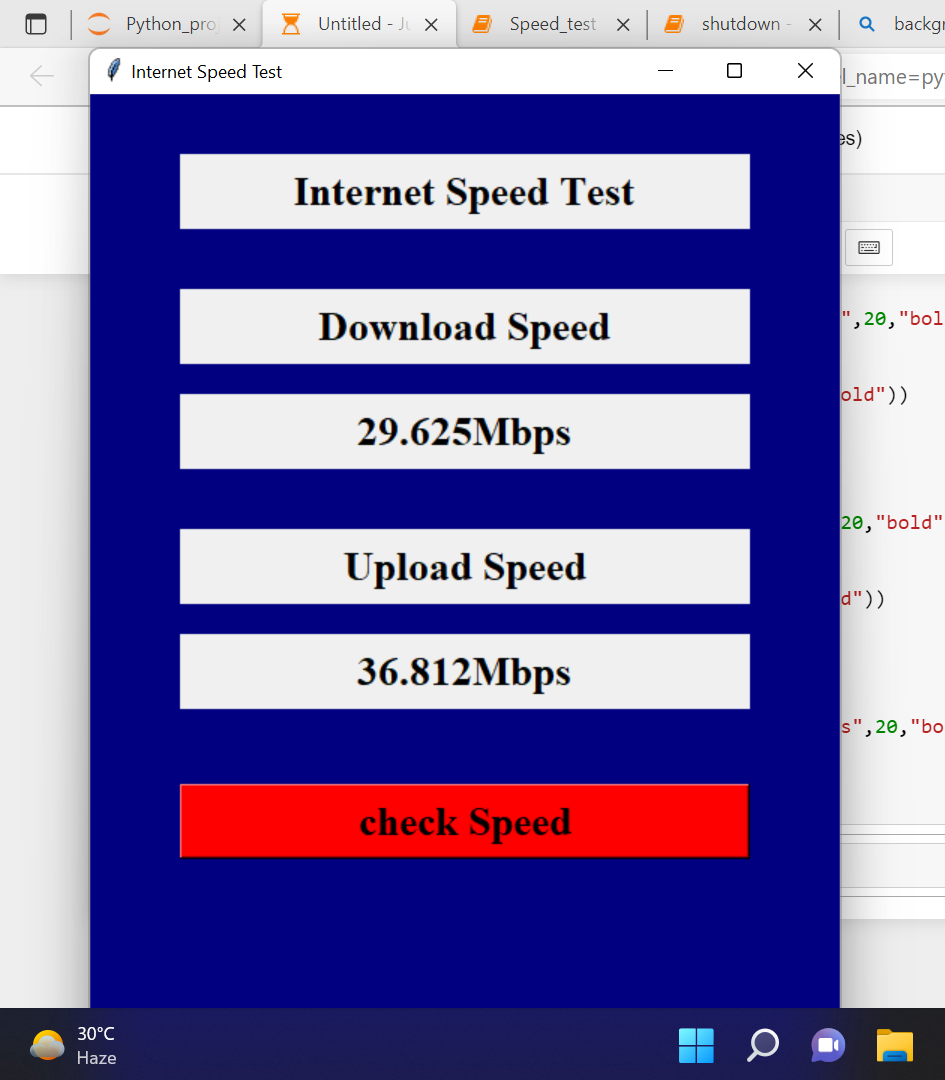 Python_pro
Untitled - Ju
Speed_test
shutdown -
backgr
Internet Speed Test
l_name=py
es)
Internet Speed Test
Download Speed
",20,"bol
old"))
29.625Mbps
20,"bold"
Upload Speed
d"))
36.812Mbps
s",20,"bo
check Speed
30°C
Haze